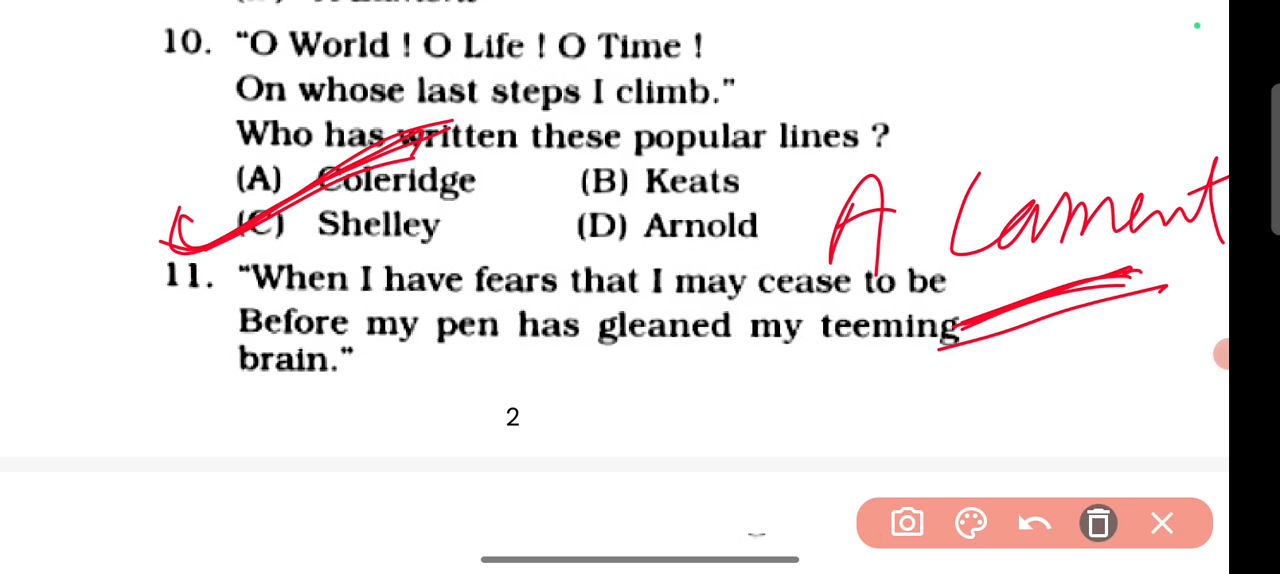 10. "O World ! O Life ! O Time !
On whose last steps I climb."
Who has written these popular lines ?
(A) Coleridge (B) Keats
(C) Shelley (D) Arnold
A Lament
11. "When I have fears that I may cease to be
Before my pen has gleaned my teeming
brain."
2